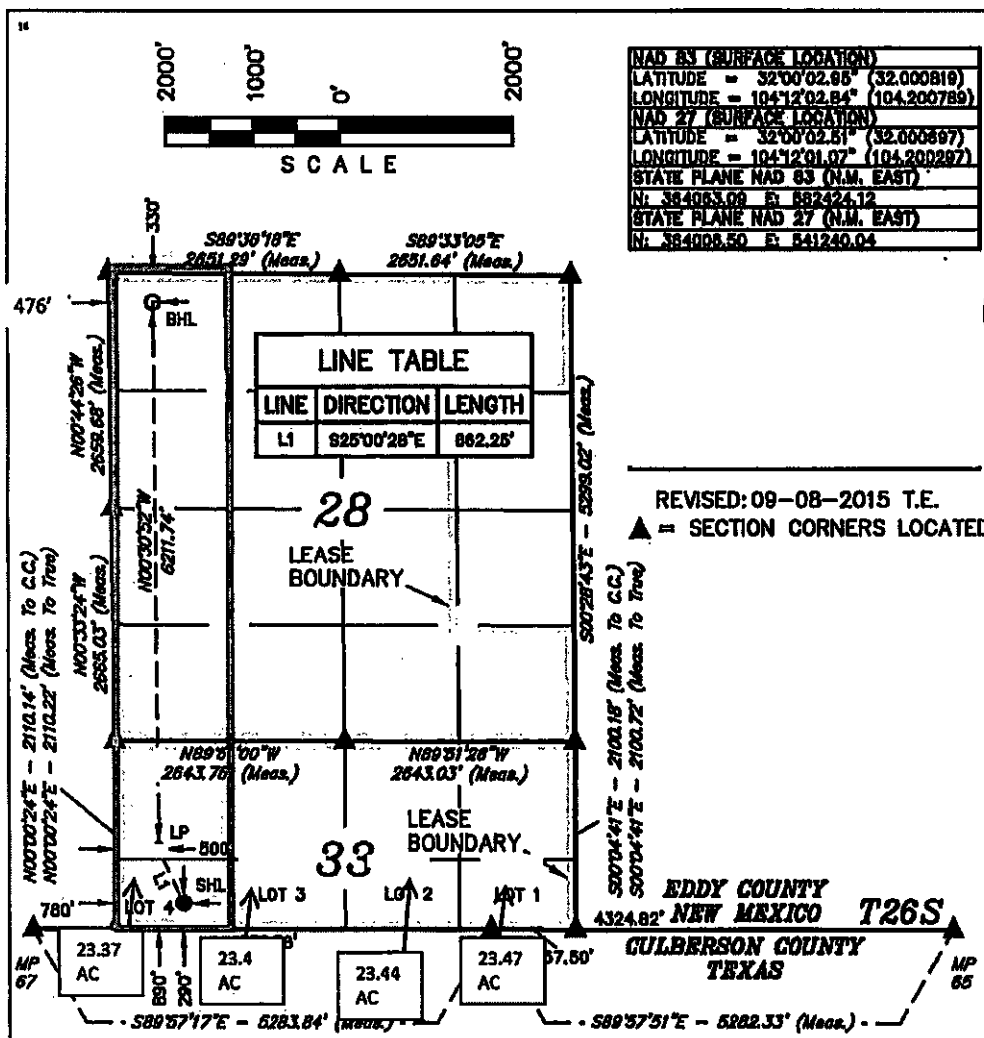 2000'
1000'
0'
2000'
SCALE
NAD 83 (SURFACE LOCATION)
LATITUDE = 32°00'02.95" (32.000819)
LONGITUDE = 104°12'02.84" (104.200789)
NAD 27 (SURFACE LOCATION)
LATITUDE = 32°00'02.51" (32.000697)
LONGITUDE = 104°12'01.07" (104.200297)
STATE PLANE NAD 83 (N.M. EAST)
N: 364063.09 E: 582424.12
STATE PLANE NAD 27 (N.M. EAST)
N: 364006.50 E: 541240.04
330'
S89°36'18"E
2651.29' (Meas.)
S89°33'05"E
2651.64' (Meas.)
476'
BHL
LINE TABLE
LINE DIRECTION LENGTH
L1 S25°00'28"E 662.25'
N00°44'26"W
2659.68' (Meas.)
N00°30'52"W
6211.74'
28
LEASE
BOUNDARY
S00°28'43"E - 5299.02' (Meas.)
REVISED: 09-08-2015 T.E.
▲ = SECTION CORNERS LOCATED
N00°33'24"W
2665.03' (Meas.)
N00°00'24"E - 2110.14' (Meas. To C.C.)
N00°00'24"E - 2110.22' (Meas. To True)
2643.76' (Meas.)
N89°51'26"W
2643.03' (Meas.)
S00°04'41"E - 2100.18' (Meas. To C.C.)
S00°04'41"E - 2100.72' (Meas. To True)
LP
LEASE
BOUNDARY
33
L1
SHL
LOT 4
LOT 3
LOT 2
LOT 1
EDDY COUNTY
4324.82' NEW MEXICO T26S
CULBERSON COUNTY
TEXAS
57.50'
MP
67
23.37
AC
890'
290'
23.4
AC
23.44
AC
23.47
AC
MP
65
S89°57'17"E - 5283.84' (Meas.)
S89°57'51"E - 5282.33' (Meas.)